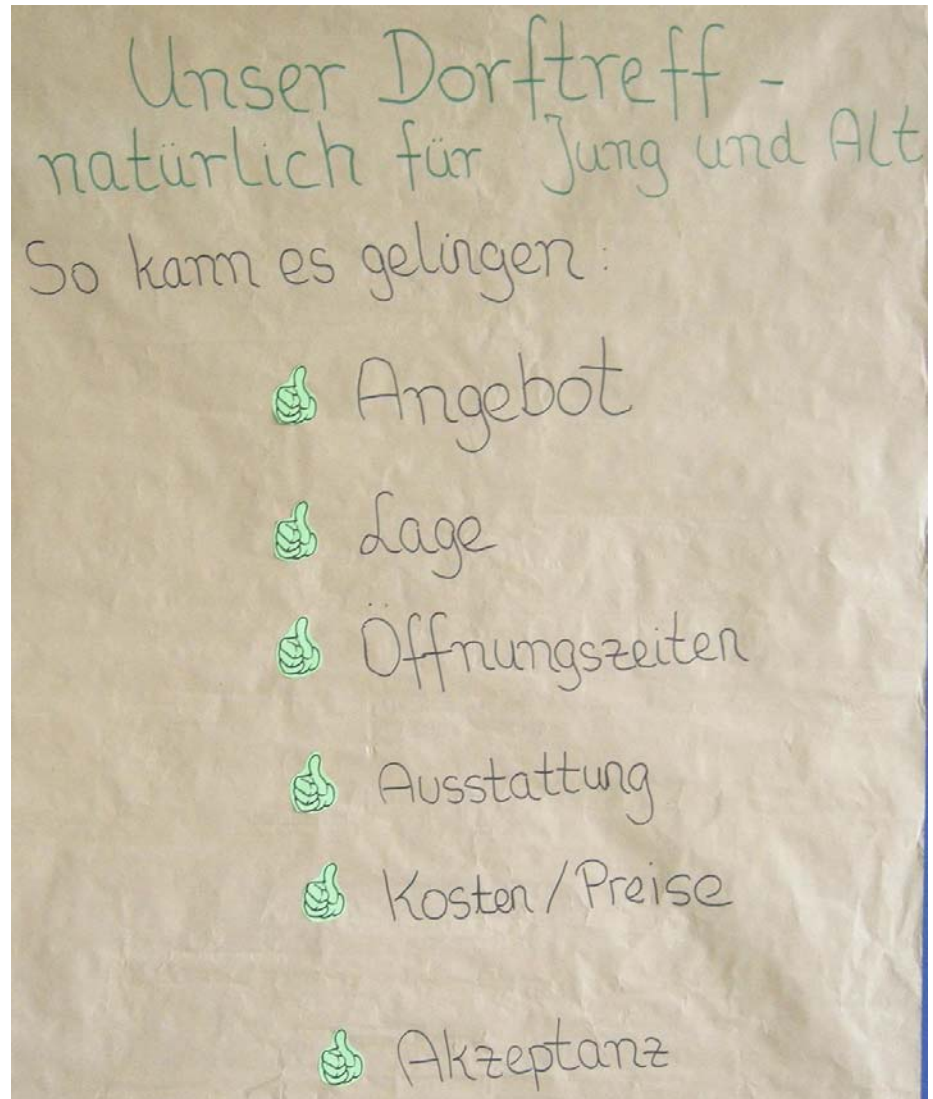 Unser Dorftreff -
natürlich für Jung und Alt
So kann es gelingen:
Angebot
Lage
Öffnungszeiten
Ausstattung
Kosten/Preise
Akzeptanz